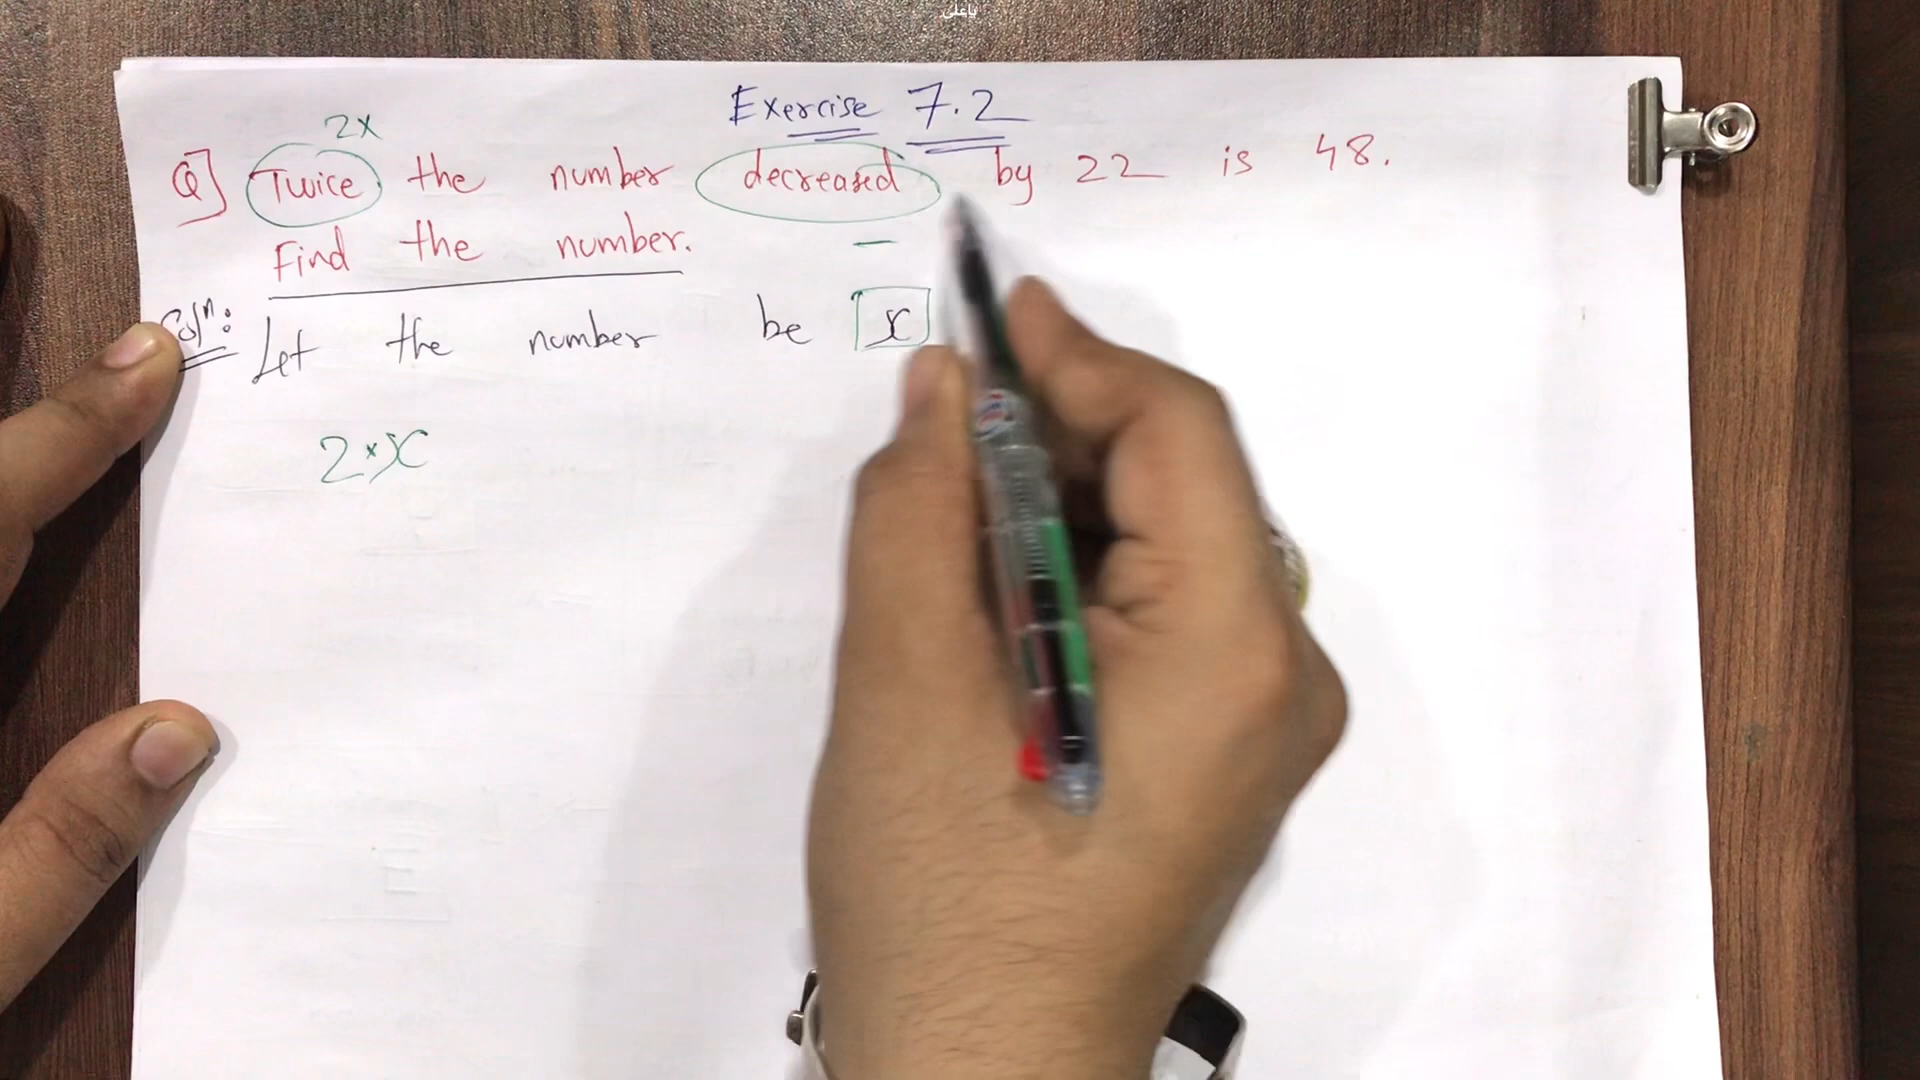 ياعلى
Exercise 7.2
2x
Q] Twice the number decreased by 22 is 48.
−
Find the number.
Solⁿ: Let the number be x
2×x